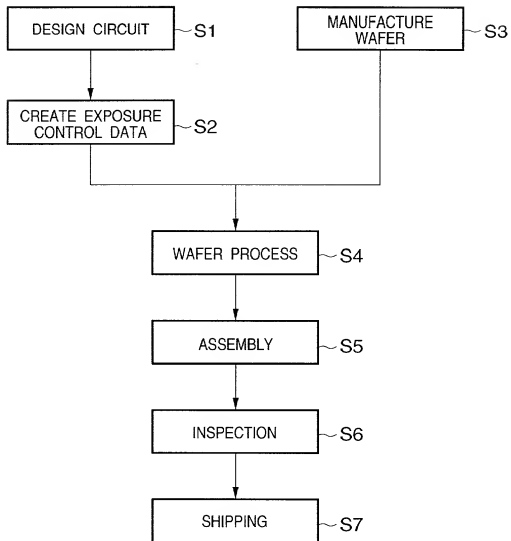 DESIGN CIRCUIT
S1
MANUFACTURE
WAFER
S3
CREATE EXPOSURE
CONTROL DATA
S2
WAFER PROCESS
S4
ASSEMBLY
S5
INSPECTION
S6
SHIPPING
S7